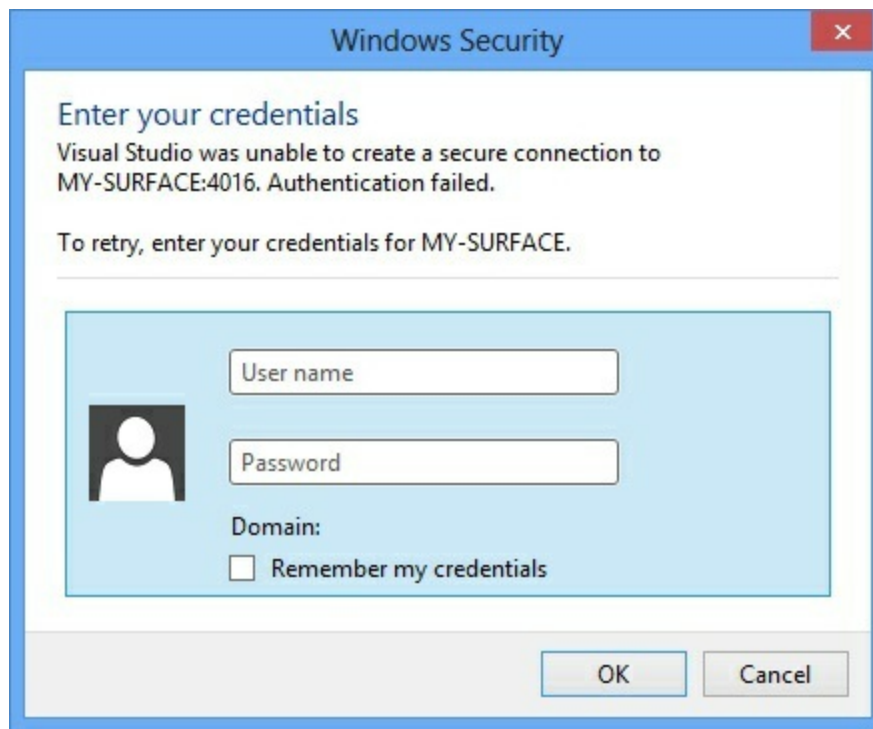 Windows Security
Enter your credentials
Visual Studio was unable to create a secure connection to
MY-SURFACE:4016. Authentication failed.
To retry, enter your credentials for MY-SURFACE.
User name
Password
Domain:
Remember my credentials
OK
Cancel